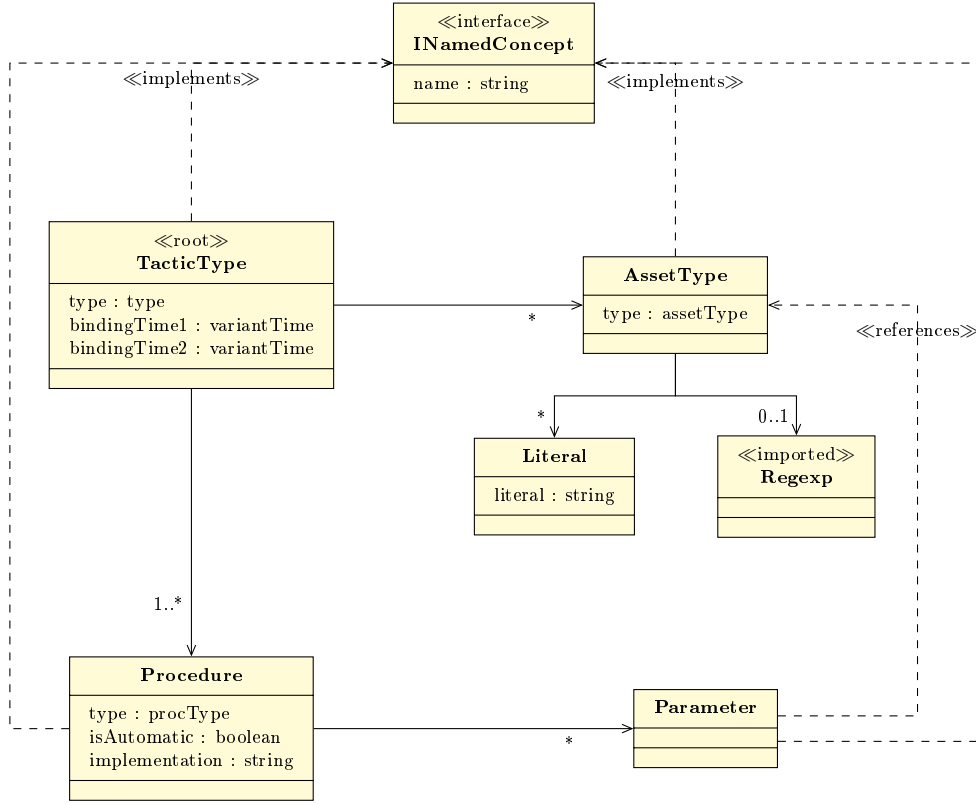 ≪interface≫
INamedConcept
name : string
≪implements≫
≪implements≫
≪root≫
TacticType
type : type
bindingTime1 : variantTime
bindingTime2 : variantTime
*
AssetType
type : assetType
≪references≫
*
0..1
Literal
literal : string
≪imported≫
Regexp
1..*
Procedure
type : procType
isAutomatic : boolean
implementation : string
*
Parameter